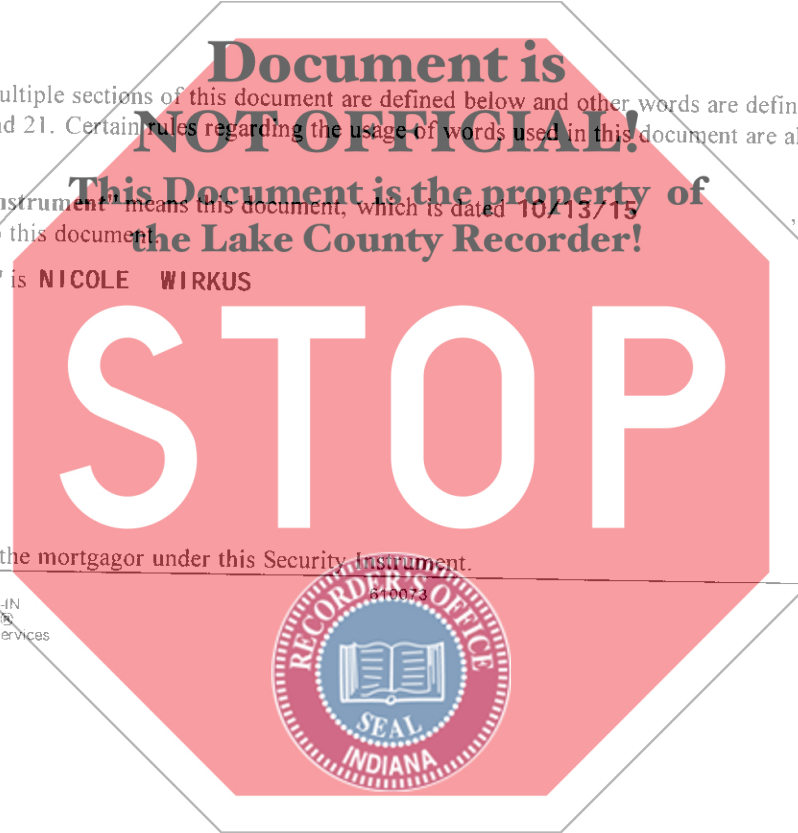 Document is
ultiple sections of this document are defined below and other words are defin
NOT OFFICIAL!
nd 21. Certain rules regarding the usage of words used in this document are al
This Document is the property of
nstrument" means this document, which is dated 10/13/15,
the Lake County Recorder!
this document.
" is NICOLE WIRKUS
STOP
the mortgagor under this Security Instrument.
610073
-IN
®
ervices
RECORDER'S OFFICE
SEAL
INDIANA